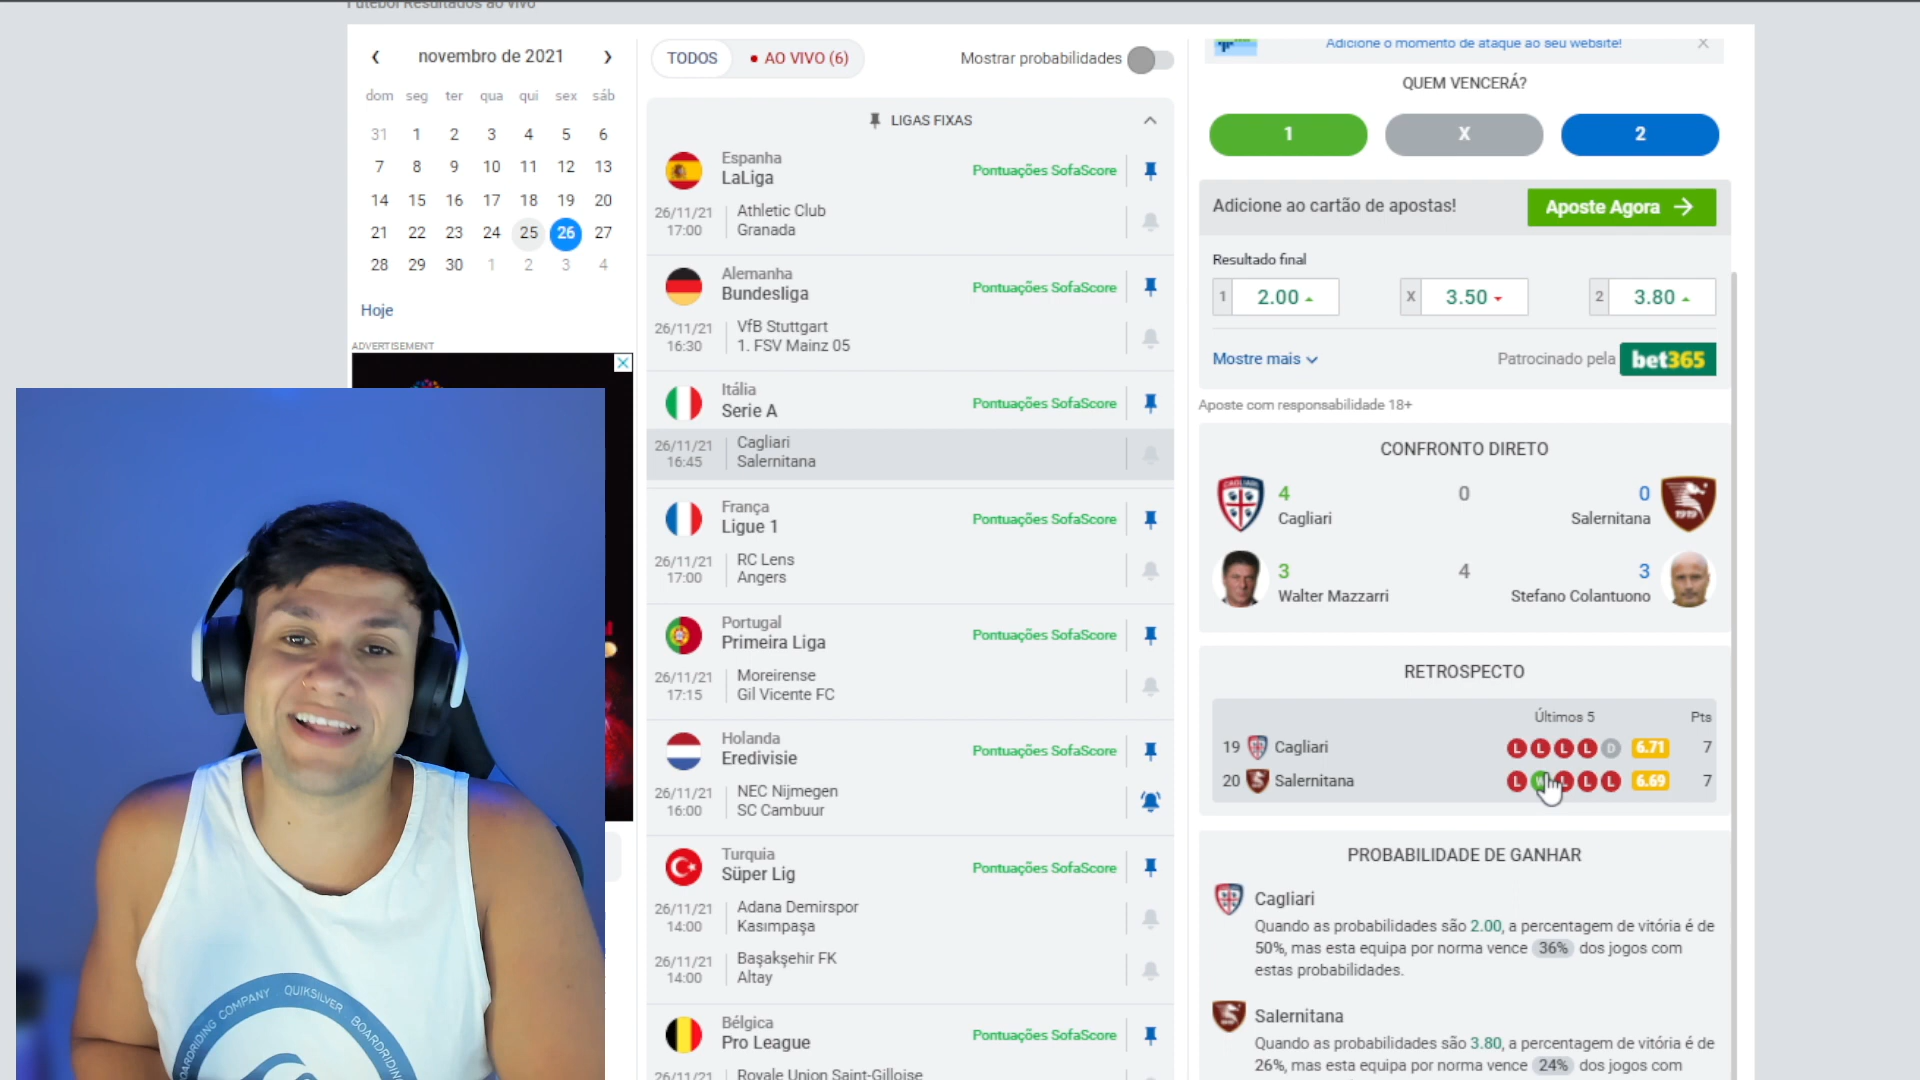 Futebol Resultados ao vivo
novembro de 2021
dom seg ter qua qui sex sáb
31 1 2 3 4 5 6
7 8 9 10 11 12 13
14 15 16 17 18 19 20
21 22 23 24 25 26 27
28 29 30 1 2 3 4
Hoje
ADVERTISEMENT
BOARDRIDING COMPANY QUIKSILVER BOARDRIDING
TODOS
AO VIVO (6)
Mostrar probabilidades
LIGAS FIXAS
Espanha
LaLiga
Pontuações SofaScore
26/11/21
17:00
Athletic Club
Granada
Alemanha
Bundesliga
Pontuações SofaScore
26/11/21
16:30
VfB Stuttgart
1. FSV Mainz 05
Itália
Serie A
Pontuações SofaScore
26/11/21
16:45
Cagliari
Salernitana
França
Ligue 1
Pontuações SofaScore
26/11/21
17:00
RC Lens
Angers
Portugal
Primeira Liga
Pontuações SofaScore
26/11/21
17:15
Moreirense
Gil Vicente FC
Holanda
Eredivisie
Pontuações SofaScore
26/11/21
16:00
NEC Nijmegen
SC Cambuur
Turquia
Süper Lig
Pontuações SofaScore
26/11/21
14:00
Adana Demirspor
Kasımpaşa
26/11/21
14:00
Başakşehir FK
Altay
Bélgica
Pro League
Pontuações SofaScore
26/11/21
Royale Union Saint-Gilloise
Adicione o momento de ataque ao seu website!
QUEM VENCERÁ?
1 X 2
Adicione ao cartão de apostas!
Aposte Agora
Resultado final
1 2.00
X 3.50
2 3.80
Mostre mais
Patrocinado pela bet365
Aposte com responsabilidade 18+
CONFRONTO DIRETO
CAGLIARI
1919
4 0 0
Cagliari Salernitana
3 4 3
Walter Mazzarri Stefano Colantuono
RETROSPECTO
Últimos 5 Pts
19 Cagliari L L L L D 6.71 7
20 Salernitana L L L L 6.69 7
PROBABILIDADE DE GANHAR
Cagliari
Quando as probabilidades são 2.00, a percentagem de vitória é de
50%, mas esta equipa por norma vence 36% dos jogos com
estas probabilidades.
Salernitana
Quando as probabilidades são 3.80, a percentagem de vitória é de
26%, mas esta equipa por norma vence 24% dos jogos com